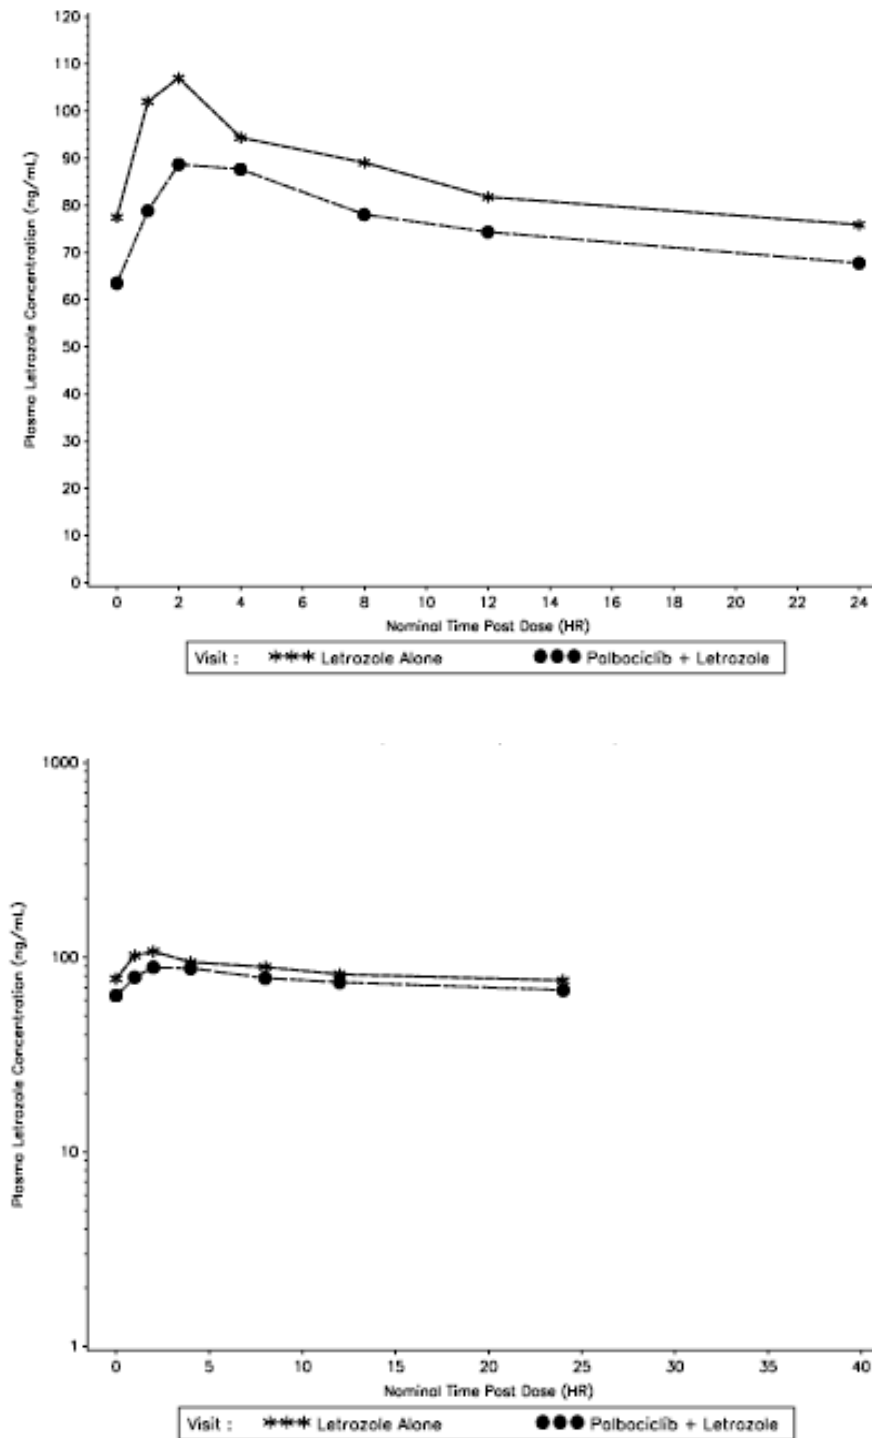 120
110
100
90
80
70
60
50
40
30
20
10
0
Plasma Letrozole Concentration (ng/mL)
0 2 4 6 8 10 12 14 16 18 20 22 24
Nominal Time Post Dose (HR)
Visit : Letrozole Alone Palbociclib + Letrozole
1000
100
10
1
Plasma Letrozole Concentration (ng/mL)
0 5 10 15 20 25 30 35 40
Nominal Time Post Dose (HR)
Visit : Letrozole Alone Palbociclib + Letrozole